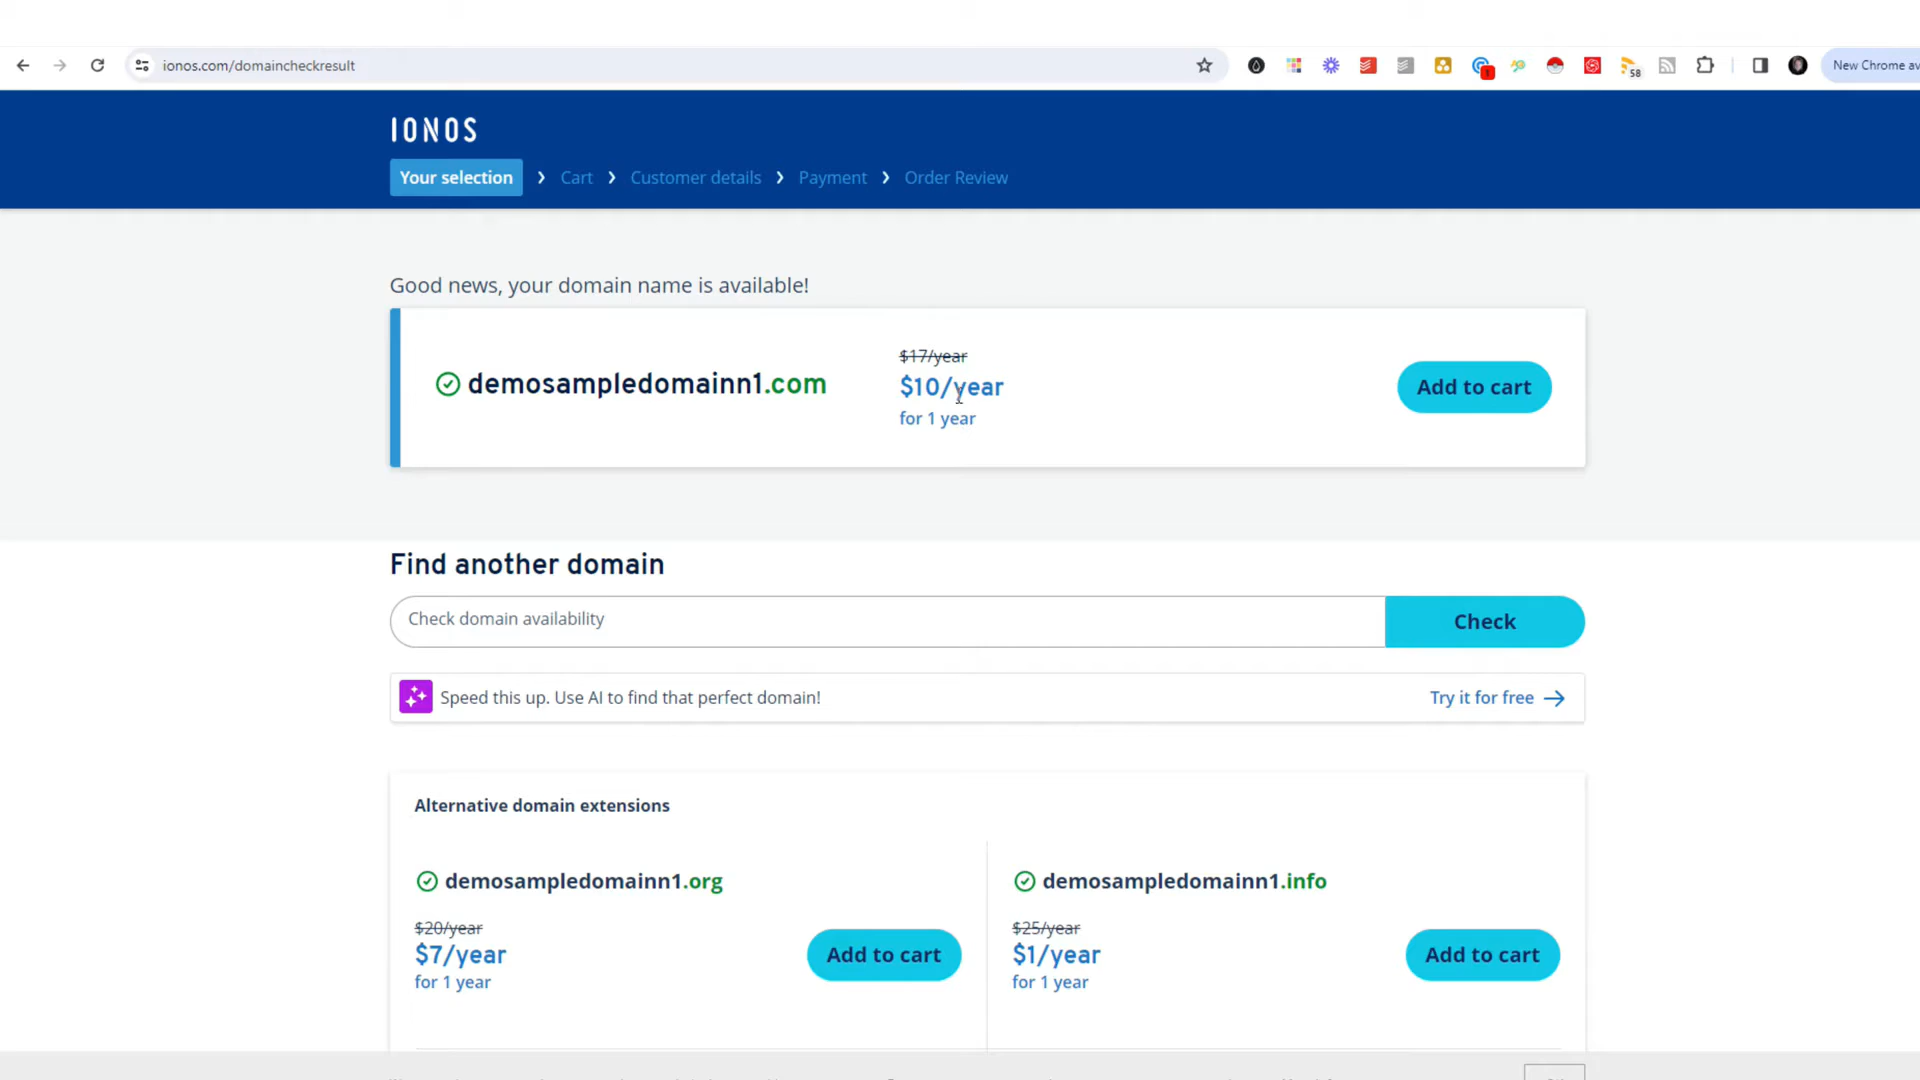 ionos.com/domaincheckresult
58
New Chrome av
IONOS
Your selection > Cart > Customer details > Payment > Order Review
Good news, your domain name is available!
demosampledomainn1.com
$17/year
$10/year
for 1 year
Add to cart
Find another domain
Check domain availability
Check
Speed this up. Use AI to find that perfect domain!
Try it for free →
Alternative domain extensions
demosampledomainn1.org
$20/year
$7/year
for 1 year
Add to cart
demosampledomainn1.info
$25/year
$1/year
for 1 year
Add to cart